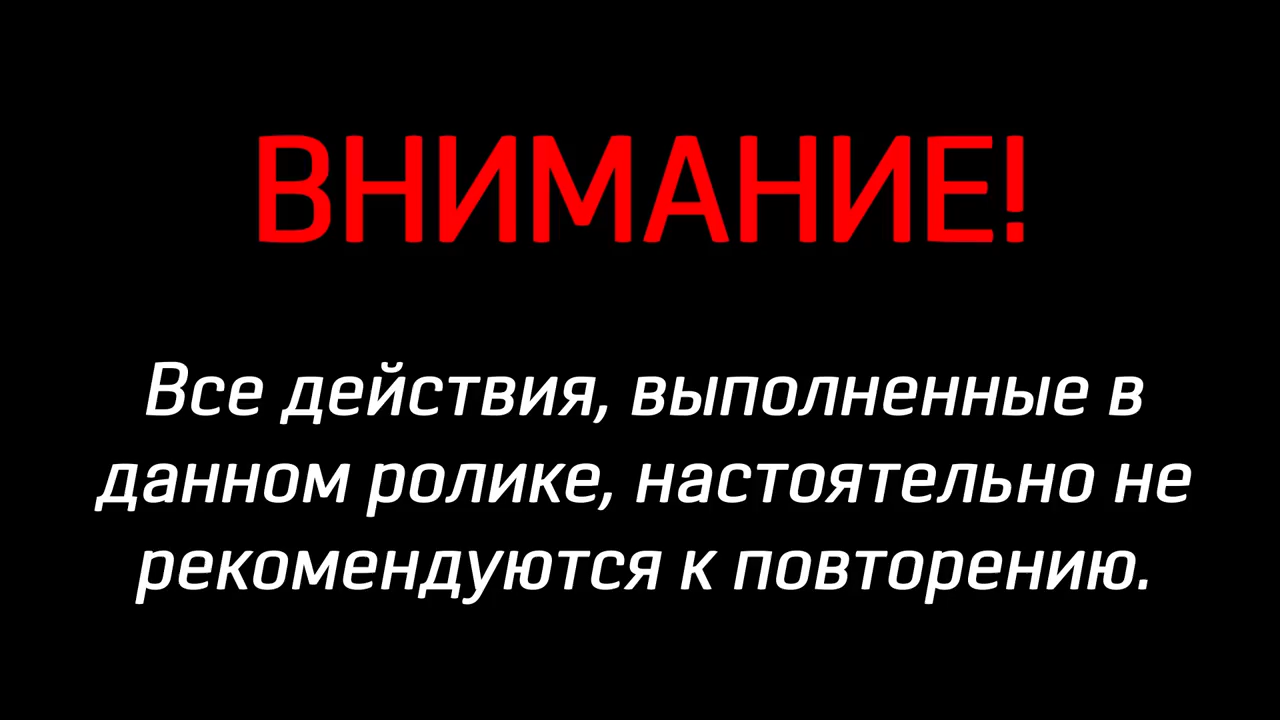 ВНИМАНИЕ!
Все действия, выполненные в
данном ролике, настоятельно не
рекомендуются к повторению.